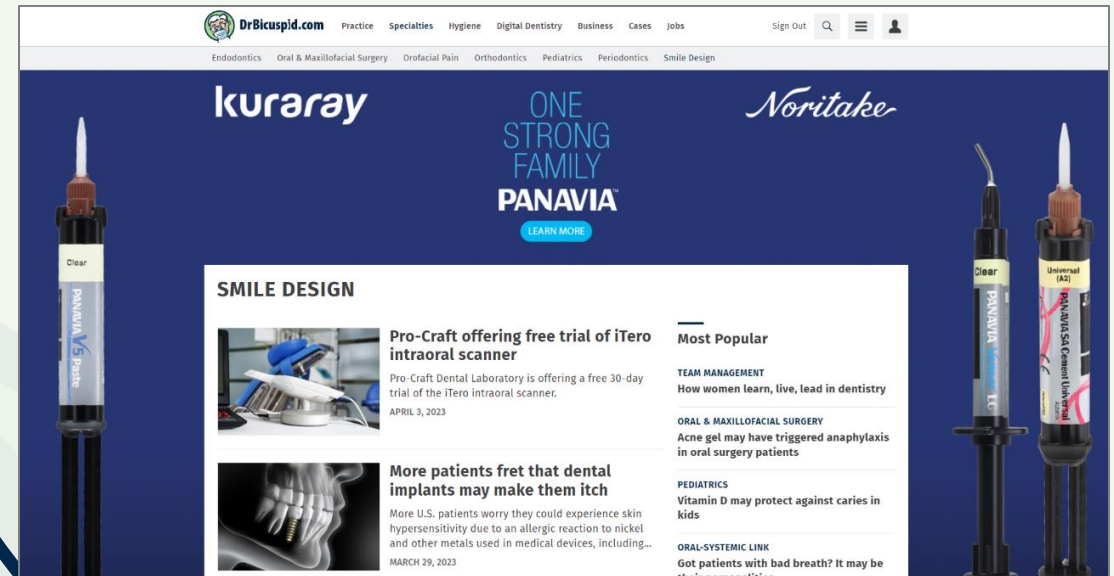 DrBicuspid.com Practice Specialties Hygiene Digital Dentistry Business Cases Jobs Sign Out
Endodontics Oral & Maxillofacial Surgery Orofacial Pain Orthodontics Pediatrics Periodontics Smile Design
kuraray
ONE
STRONG
FAMILY
PANAVIA™
LEARN MORE
Noritake
Clear
PANAVIA V5 Paste
Clear
PANAVIA LC
Universal
(A2)
PANAVIA SA Cement Universal
SMILE DESIGN
Pro-Craft offering free trial of iTero
intraoral scanner
Pro-Craft Dental Laboratory is offering a free 30-day
trial of the iTero intraoral scanner.
APRIL 3, 2023
More patients fret that dental
implants may make them itch
More U.S. patients worry they could experience skin
hypersensitivity due to an allergic reaction to nickel
and other metals used in medical devices, including...
MARCH 29, 2023
Most Popular
TEAM MANAGEMENT
How women learn, live, lead in dentistry
ORAL & MAXILLOFACIAL SURGERY
Acne gel may have triggered anaphylaxis
in oral surgery patients
PEDIATRICS
Vitamin D may protect against caries in
kids
ORAL-SYSTEMIC LINK
Got patients with bad breath? It may be